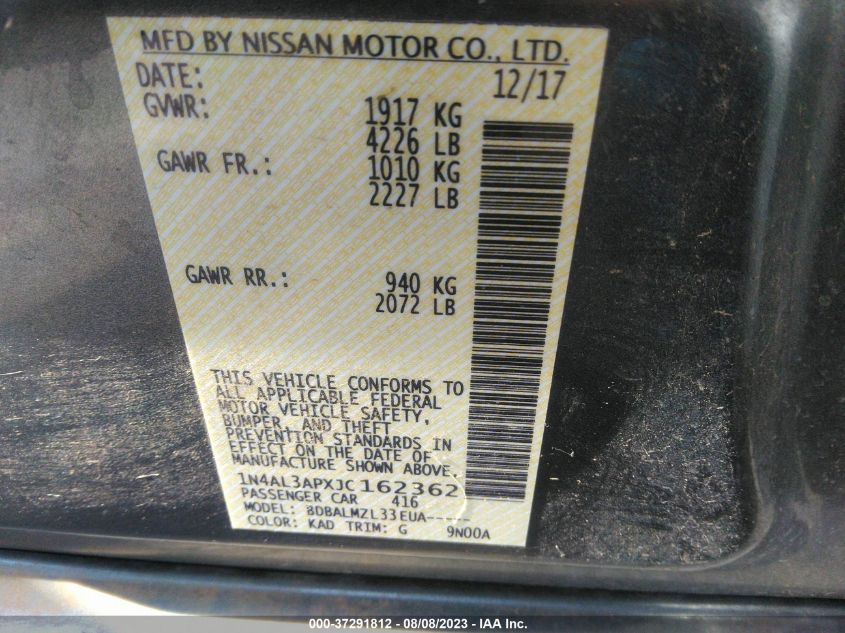 MFD BY NISSAN MOTOR CO., LTD.
DATE: 12/17
GVWR: 1917 KG
4226 LB
GAWR FR.: 1010 KG
2227 LB
GAWR RR.: 940 KG
2072 LB
THIS VEHICLE CONFORMS TO
ALL APPLICABLE FEDERAL
MOTOR VEHICLE SAFETY,
BUMPER, AND THEFT
PREVENTION STANDARDS IN
EFFECT ON THE DATE OF
MANUFACTURE SHOWN ABOVE.
1N4AL3APXJC162362
PASSENGER CAR 416
MODEL: BDBALMZL33EUA-----
COLOR: KAD TRIM: G 9N00A
000-37291812 - 08/08/2023 - IAA Inc.